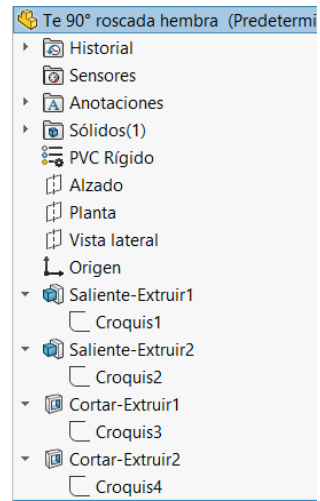 Te 90° roscada hembra (Predetermi
Historial
Sensores
Anotaciones
Sólidos(1)
PVC Rígido
Alzado
Planta
Vista lateral
Origen
Saliente-Extruir1
Croquis1
Saliente-Extruir2
Croquis2
Cortar-Extruir1
Croquis3
Cortar-Extruir2
Croquis4